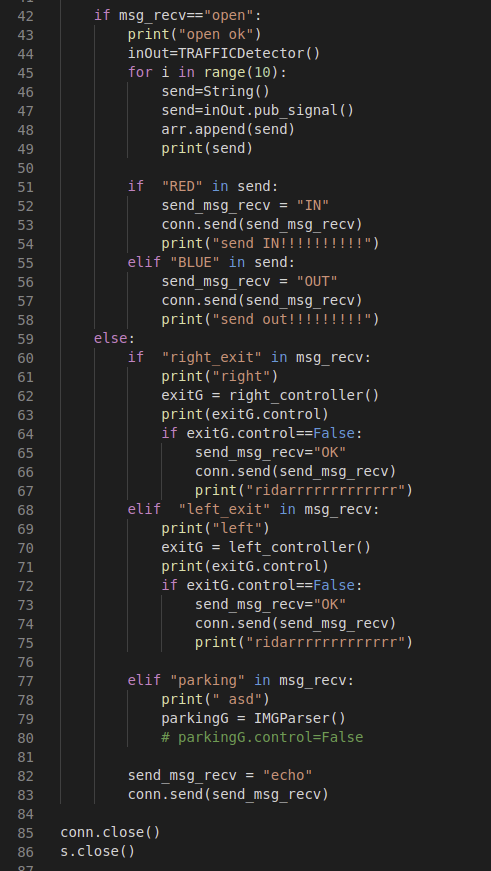 42 if msg_recv=="open":
43 print("open ok")
44 inOut=TRAFFICDetector()
45 for i in range(10):
46 send=String()
47 send=inOut.pub_signal()
48 arr.append(send)
49 print(send)
50
51 if  "RED" in send:
52 send_msg_recv = "IN"
53 conn.send(send_msg_recv)
54 print("send IN!!!!!!!!!!")
55 elif "BLUE" in send:
56 send_msg_recv = "OUT"
57 conn.send(send_msg_recv)
58 print("send out!!!!!!!!!")
59 else:
60 if  "right_exit" in msg_recv:
61 print("right")
62 exitG = right_controller()
63 print(exitG.control)
64 if exitG.control==False:
65 send_msg_recv="OK"
66 conn.send(send_msg_recv)
67 print("ridarrrrrrrrrrrrr")
68 elif  "left_exit" in msg_recv:
69 print("left")
70 exitG = left_controller()
71 print(exitG.control)
72 if exitG.control==False:
73 send_msg_recv="OK"
74 conn.send(send_msg_recv)
75 print("ridarrrrrrrrrrrrr")
76
77 elif "parking" in msg_recv:
78 print(" asd")
79 parkingG = IMGParser()
80 # parkingG.control=False
81
82 send_msg_recv = "echo"
83 conn.send(send_msg_recv)
84
85 conn.close()
86 s.close()
87